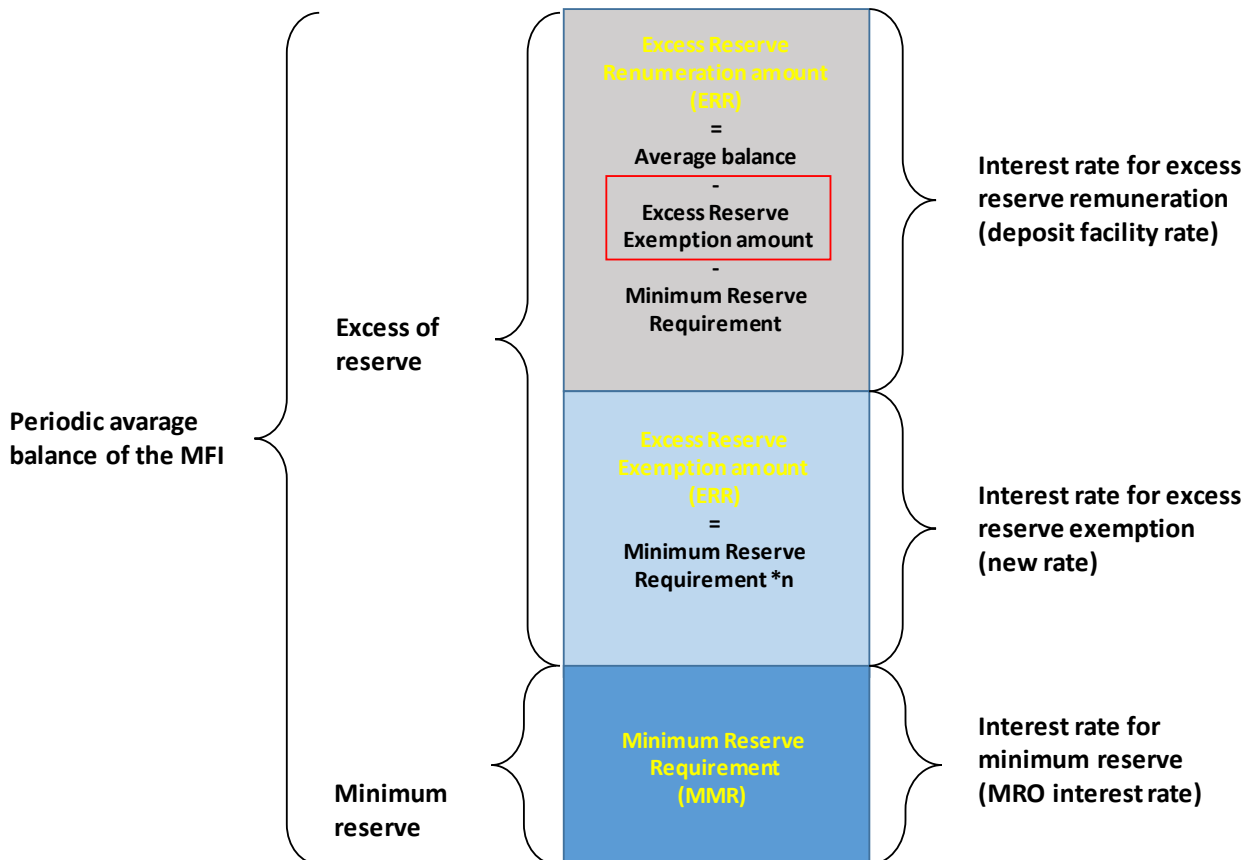 Periodic avarage
balance of the MFI
Excess of
reserve
Minimum
reserve
Excess Reserve
Renumeration amount
(ERR)
=
Average balance
-
Excess Reserve
Exemption amount
-
Minimum Reserve
Requirement
Excess Reserve
Exemption amount
(ERR)
=
Minimum Reserve
Requirement *n
Minimum Reserve
Requirement
(MMR)
Interest rate for excess
reserve remuneration
(deposit facility rate)
Interest rate for excess
reserve exemption
(new rate)
Interest rate for
minimum reserve
(MRO interest rate)